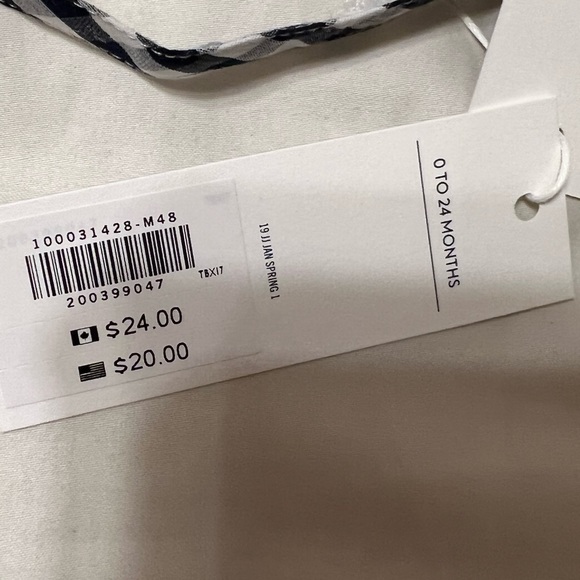 100031428-M48
200399047
TBX17
$24.00
$20.00
19 JJ JAN SPRING 1
0 TO 24 MONTHS